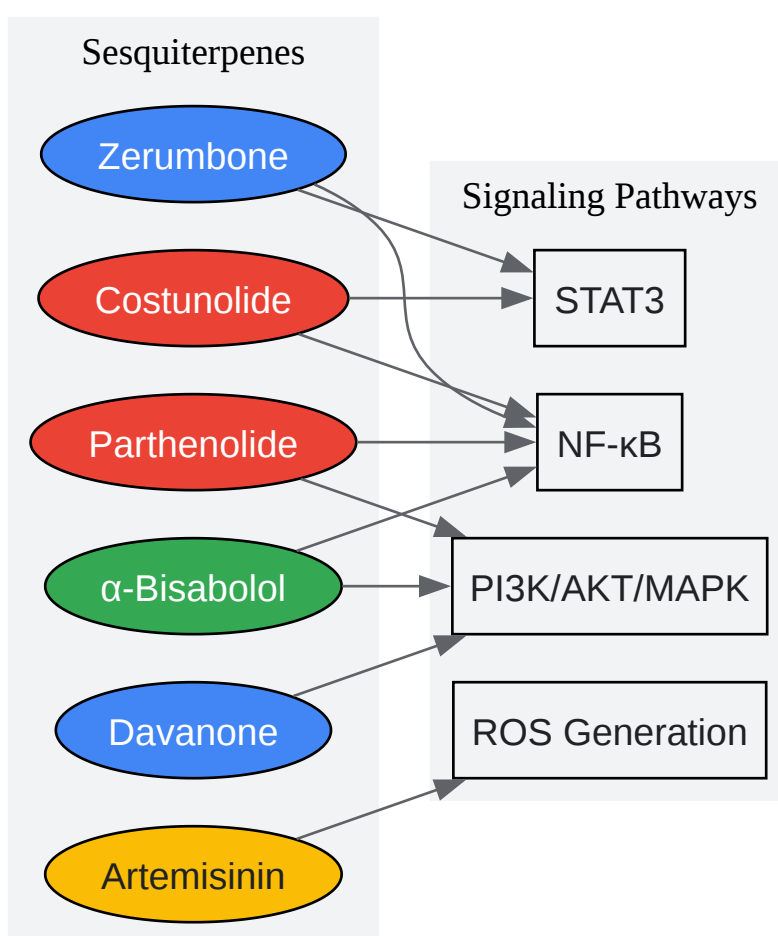 Sesquiterpenes
Zerumbone
Costunolide
Parthenolide
α-Bisabolol
Davanone
Artemisinin
Signaling Pathways
STAT3
NF-κB
PI3K/AKT/MAPK
ROS Generation